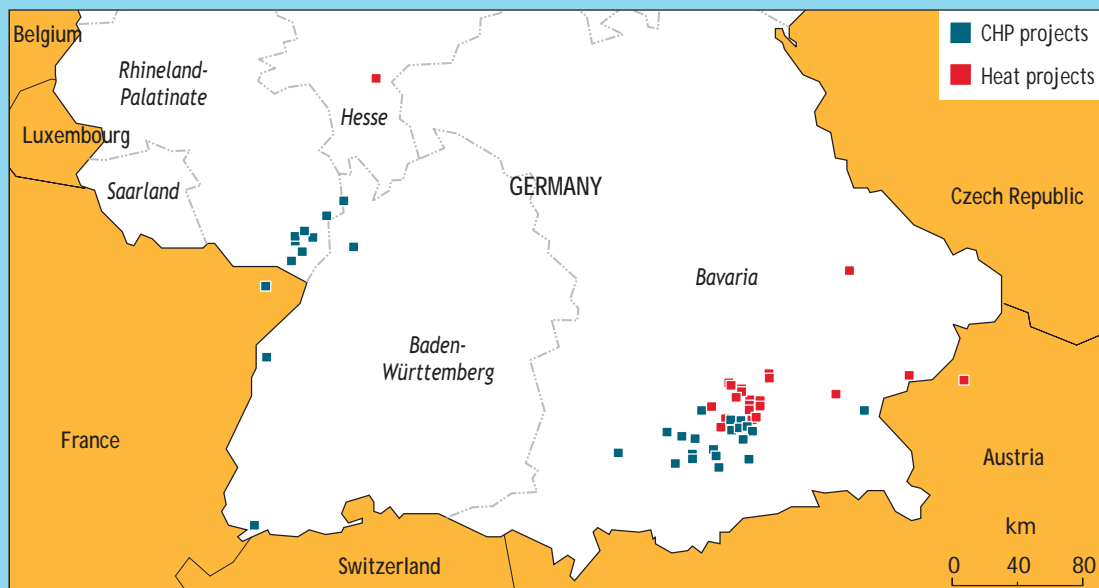 Belgium
CHP projects
Rhineland-
Palatinate
Heat projects
Hesse
Luxembourg
Saarland
GERMANY
Czech Republic
Bavaria
Baden-
Württemberg
France
Austria
Switzerland
km
0 40 80